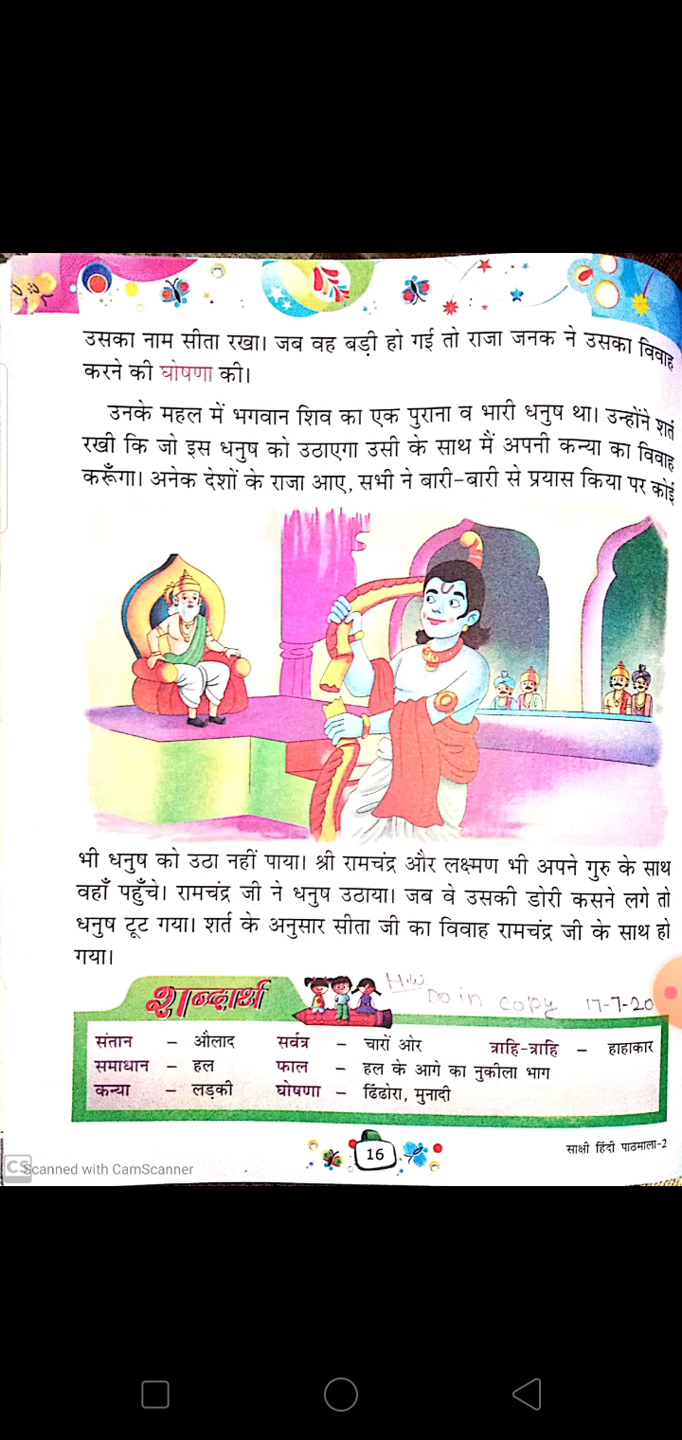 उसका नाम सीता रखा। जब वह बड़ी हो गई तो राजा जनक ने उसका विवाह
करने की घोषणा की।
उनके महल में भगवान शिव का एक पुराना व भारी धनुष था। उन्होंने शर्त
रखी कि जो इस धनुष को उठाएगा उसी के साथ मैं अपनी कन्या का विवाह
करूँगा। अनेक देशों के राजा आए, सभी ने बारी-बारी से प्रयास किया पर कोई
भी धनुष को उठा नहीं पाया। श्री रामचंद्र और लक्ष्मण भी अपने गुरु के साथ
वहाँ पहुँचे। रामचंद्र जी ने धनुष उठाया। जब वे उसकी डोरी कसने लगे तो
धनुष टूट गया। शर्त के अनुसार सीता जी का विवाह रामचंद्र जी के साथ हो
गया।
शब्दार्थ
H.W
Do in copy 17-7-20
संतान - औलाद सर्वत्र - चारों ओर त्राहि-त्राहि - हाहाकार
समाधान - हल फाल - हल के आगे का नुकीला भाग
कन्या - लड़की घोषणा - ढिंढोरा, मुनादी
16
साक्षी हिंदी पाठमाला-2
CS Scanned with CamScanner